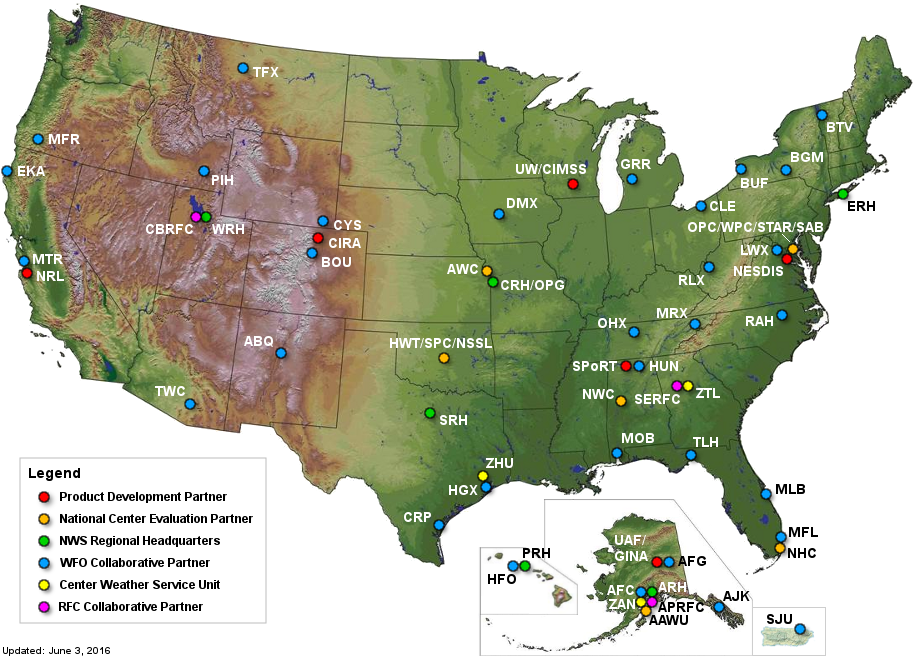 TFX
BTV
MFR
BGM
EKA
UW/CIMSS
GRR
PIH
BUF
DMX
CLE
ERH
CBRFC
WRH
CYS
OPC/WPC/STAR/SAB
CIRA
LWX
MTR
BOU
AWC
NESDIS
NRL
CRH/OPG
RLX
OHX
MRX
RAH
ABQ
HWT/SPC/NSSL
SPoRT
HUN
TWC
NWC
SERFC
ZTL
SRH
MOB
TLH
ZHU
HGX
MLB
CRP
MFL
NHC
Legend
Product Development Partner
National Center Evaluation Partner
NWS Regional Headquarters
WFO Collaborative Partner
Center Weather Service Unit
RFC Collaborative Partner
UAF/
GINA
AFG
PRH
HFO
AFC
ARH
ZAN
APRFC
AJK
AAWU
SJU
Updated: June 3, 2016